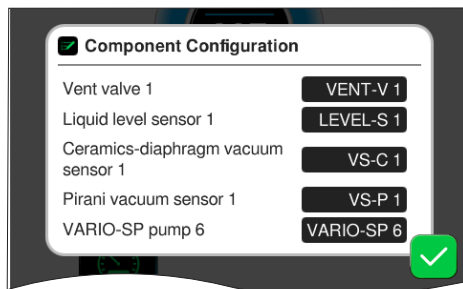 Component Configuration
Vent valve 1 VENT-V 1
Liquid level sensor 1 LEVEL-S 1
Ceramics-diaphragm vacuum
sensor 1 VS-C 1
Pirani vacuum sensor 1 VS-P 1
VARIO-SP pump 6 VARIO-SP 6